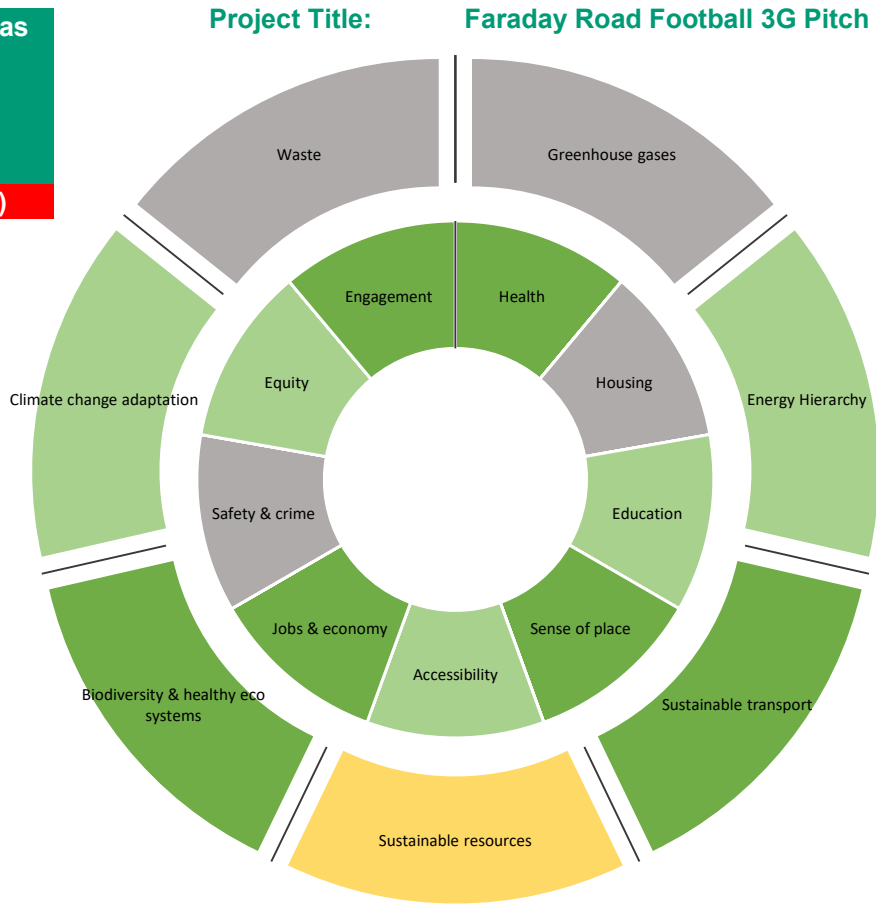 as
Project Title: Faraday Road Football 3G Pitch
)
Waste
Greenhouse gases
Engagement
Health
Equity
Housing
Climate change adaptation
Energy Hierarchy
Safety & crime
Education
Jobs & economy
Sense of place
Accessibility
Biodiversity & healthy eco
systems
Sustainable transport
Sustainable resources